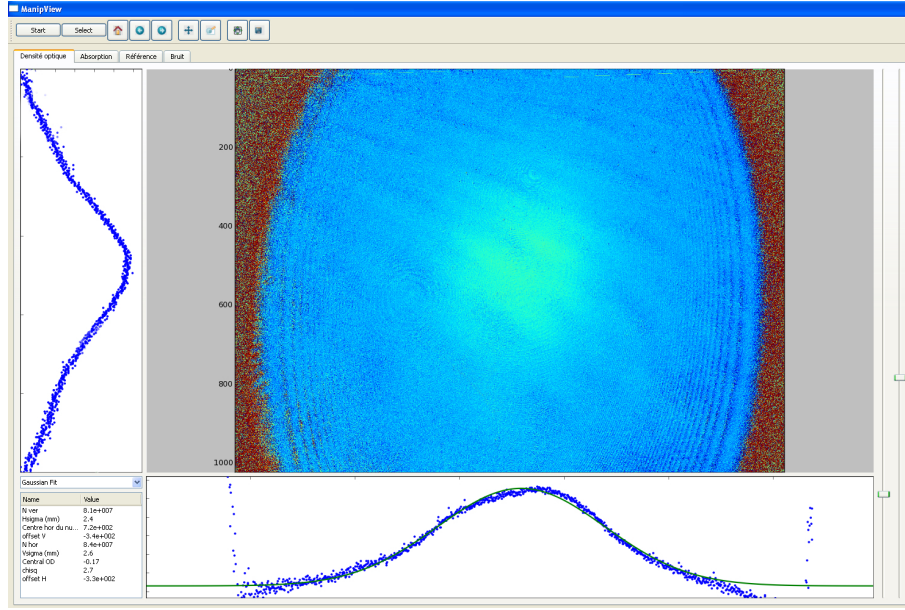 ManipView
Start Select
Densité optique Absorption Référence Bruit
0
200
400
600
800
1000
Gaussian Fit
Name Value
N ver 8.1e+007
Hsigma (mm) 2.4
Centre hor du nu... 7.2e+002
offset V -3.4e+002
N hor 8.4e+007
Vsigma (mm) 2.6
Central OD -0.17
chisq 2.7
offset H -3.3e+002